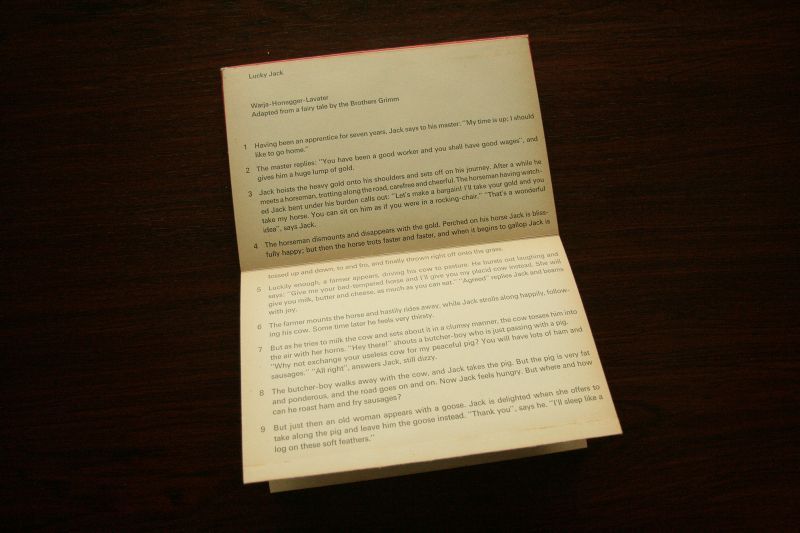 Lucky Jack
Warja-Honegger-Lavater
Adapted from a fairy tale by the Brothers Grimm
1 Having been an apprentice for seven years, Jack says to his master: "My time is up; I should
like to go home."
2 The master replies: "You have been a good worker and you shall have good wages", and
gives him a huge lump of gold.
3 Jack hoists the heavy gold onto his shoulders and sets off on his journey. After a while he
meets a horseman, trotting along the road, carefree and cheerful. The horseman having watch-
ed Jack bent under his burden calls out: "Let's make a bargain! I'll take your gold and you
take my horse. You can sit on him as if you were in a rocking-chair." "That's a wonderful
idea", says Jack.
4 The horseman dismounts and disappears with the gold. Perched on his horse Jack is bliss-
fully happy; but then the horse trots faster and faster, and when it begins to gallop Jack is
tossed up and down, to and fro, and finally thrown right off onto the grass.
5 Luckily enough, a farmer appears, driving his cow to pasture. He bursts out laughing and
says: "Give me your bad-tempered horse and I'll give you my placid cow instead. She will
give you milk, butter and cheese, as much as you can eat." "Agreed" replies Jack and beams
with joy.
6 The farmer mounts the horse and hastily rides away, while Jack strolls along happily, follow-
ing his cow. Some time later he feels very thirsty.
7 But as he tries to milk the cow and sets about it in a clumsy manner, the cow tosses him into
the air with her horns. "Hey there!" shouts a butcher-boy who is just passing with a pig.
"Why not exchange your useless cow for my peaceful pig? You will have lots of ham and
sausages." "All right", answers Jack, still dizzy.
8 The butcher-boy walks away with the cow, and Jack takes the pig. But the pig is very fat
and ponderous, and the road goes on and on. Now Jack feels hungry. But where and how
can he roast ham and fry sausages?
9 But just then an old woman appears with a goose. Jack is delighted when she offers to
take along the pig and leave him the goose instead. "Thank you", says he. "I'll sleep like a
log on these soft feathers."